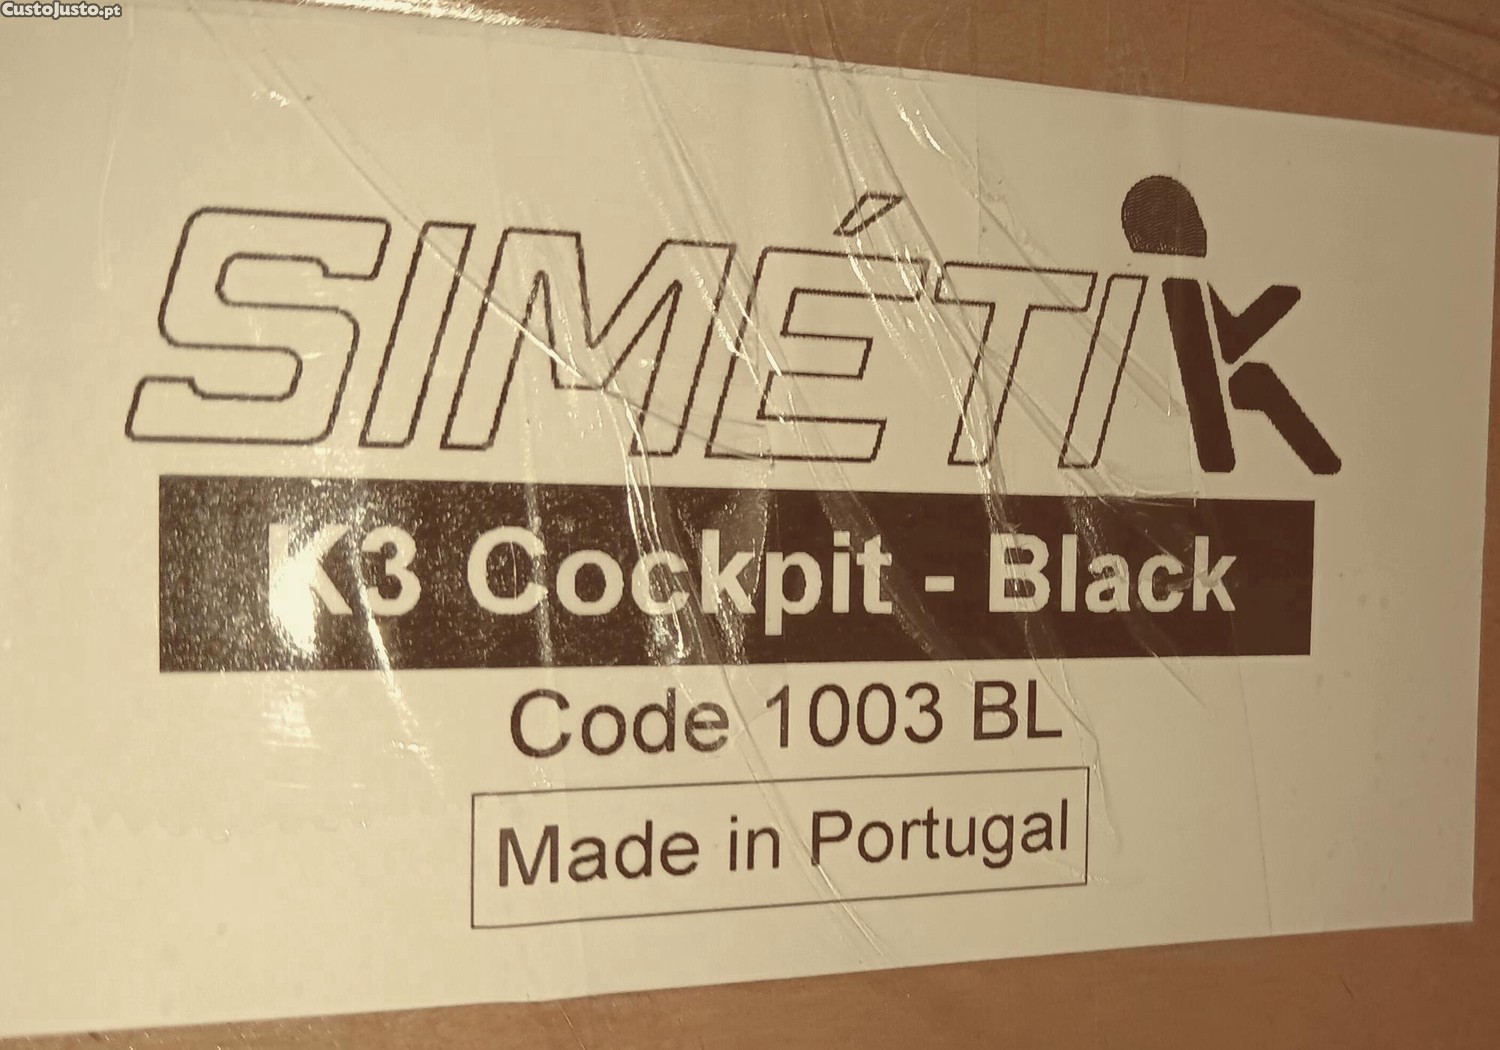 CustoJusto.pt
SIMÉTIK
K3 Cockpit - Black
Code 1003 BL
Made in Portugal